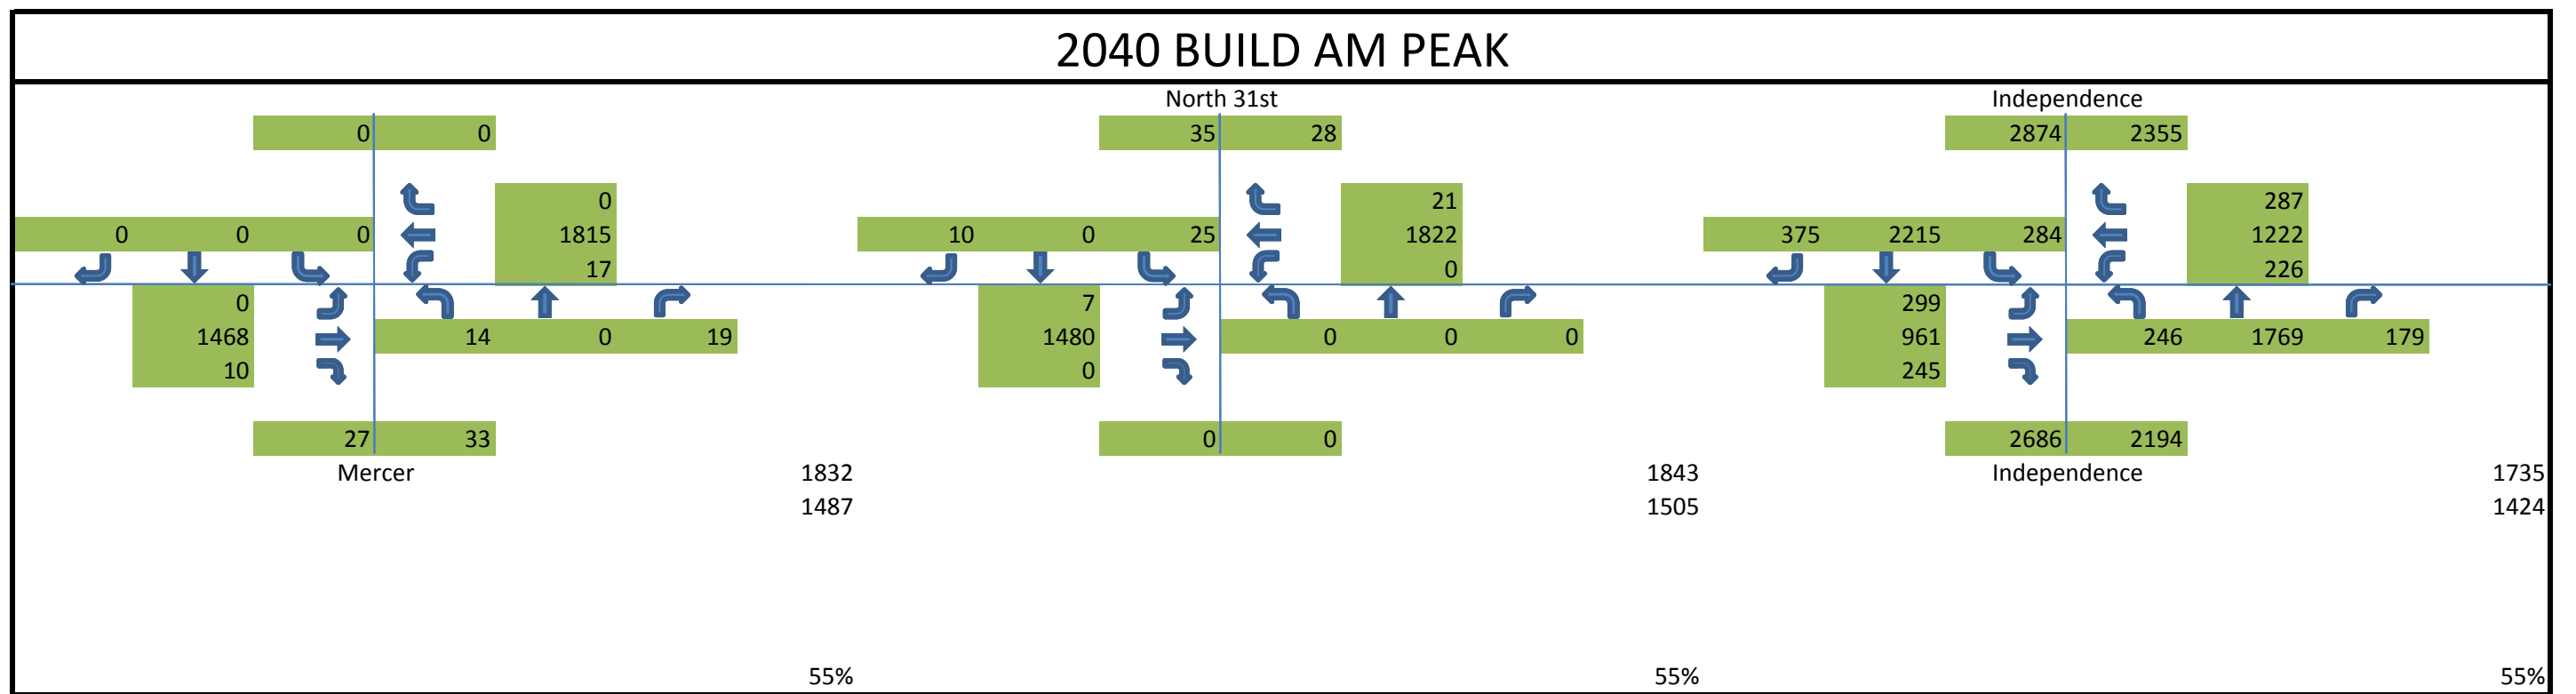 2040 BUILD AM PEAK
North 31st Independence
0 0 35 28 2874 2355
0 21 287
0 0 0 1815 10 0 25 1822 375 2215 284 1222
17 0 226
0 7 299
1468 14 0 19 1480 0 0 0 961 246 1769 179
10 0 245
27 33 0 0 2686 2194
Mercer 1832 1843 Independence 1735
1487 1505 1424
55% 55% 55%